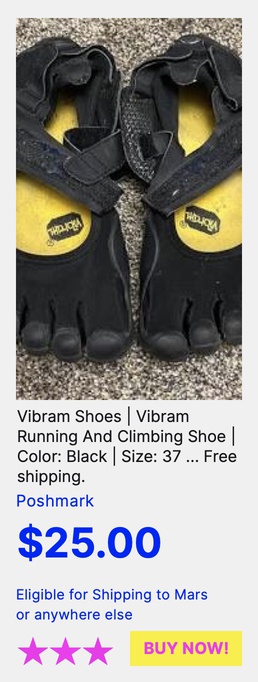 Vibram
Vibram
Vibram Shoes | Vibram
Running And Climbing Shoe |
Color: Black | Size: 37 ... Free
shipping.
Poshmark
$25.00
Eligible for Shipping to Mars
or anywhere else
BUY NOW!